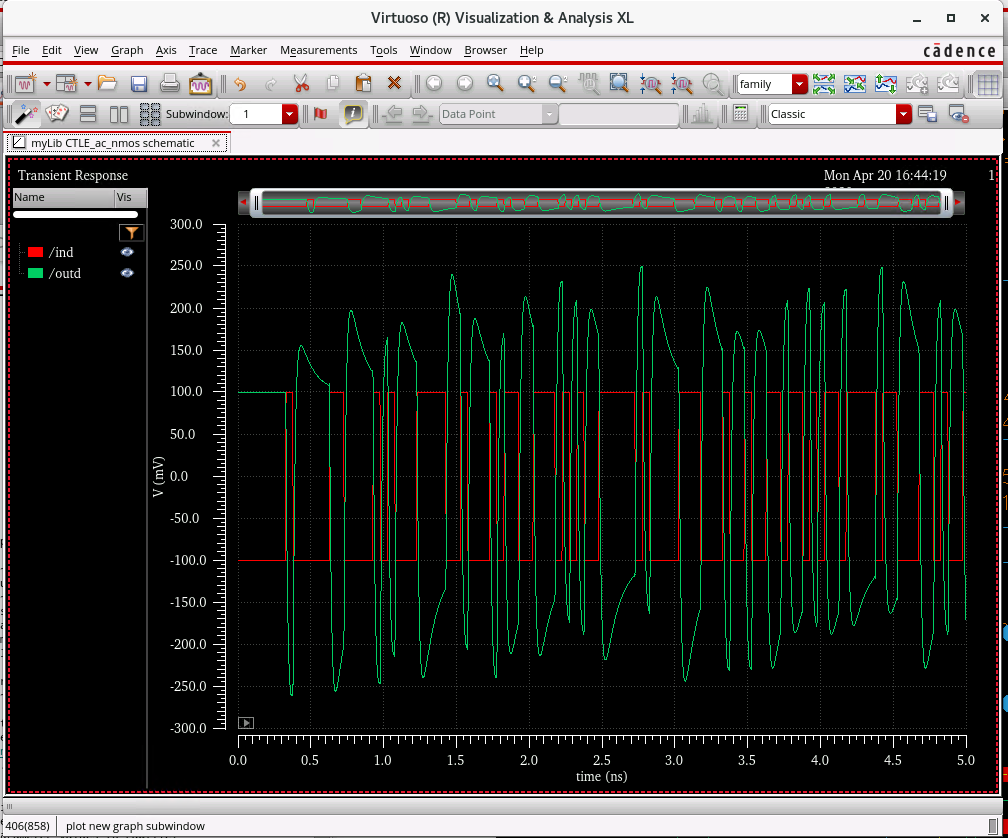 Virtuoso (R) Visualization & Analysis XL
File Edit View Graph Axis Trace Marker Measurements Tools Window Browser Help
cādence
family
Subwindow: 1
Data Point
Classic
myLib CTLE_ac_nmos schematic
Transient Response
Mon Apr 20 16:44:19
1
Name Vis
/ind
/outd
300.0
250.0
200.0
150.0
100.0
50.0
0.0
-50.0
-100.0
-150.0
-200.0
-250.0
-300.0
V (mV)
0.0 0.5 1.0 1.5 2.0 2.5 3.0 3.5 4.0 4.5 5.0
time (ns)
406(858) plot new graph subwindow